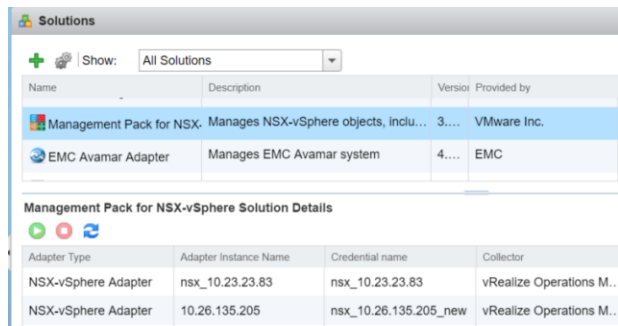 Solutions
Show: All Solutions
Name Description Version Provided by
Management Pack for NSX- Manages NSX-vSphere objects, inclu... 3.... VMware Inc.
EMC Avamar Adapter Manages EMC Avamar system 4.... EMC
Management Pack for NSX-vSphere Solution Details
Adapter Type Adapter Instance Name Credential name Collector
NSX-vSphere Adapter nsx_10.23.23.83 nsx_10.23.23.83 vRealize Operations M...
NSX-vSphere Adapter 10.26.135.205 nsx_10.26.135.205_new vRealize Operations M...